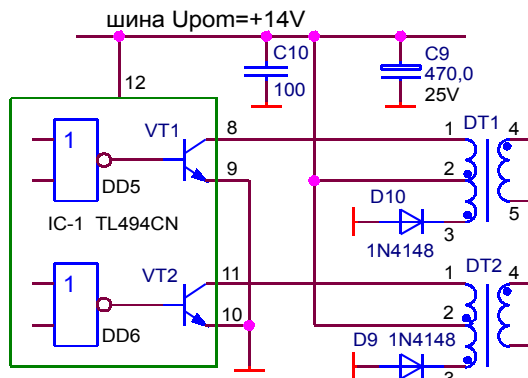 шина Upom=+14V
C10
100
C9
470,0
25V
12
1
VT1
8
9
DD5
IC-1 TL494CN
1
VT2
11
10
DD6
DT1
1
2
3
4
5
D10
1N4148
DT2
1
2
3
4
D9 1N4148